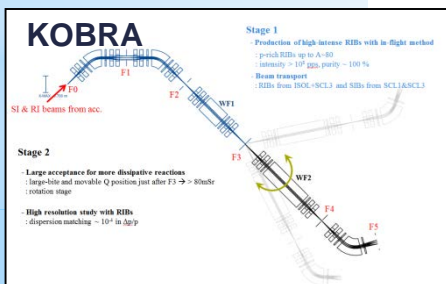 KOBRA
Stage 1
- Production of high-intense RIBs with in-flight method
: p-rich RIBs up to A~80
: intensity > 10⁸ pps, purity ~ 100 %
- Beam transport
: RIBs from ISOL+SCL3 and SIBs from SCL1&SCL3
F1
F0
F2
SI & RI beams from acc.
WF1
F3
Stage 2
- Large acceptance for more dissipative reactions
: large-bite and movable Q position just after F3 → > 80mSr
: rotation stage
WF2
- High resolution study with RIBs
: dispersion matching ~ 10⁻⁴ in Δp/p
F4
F5